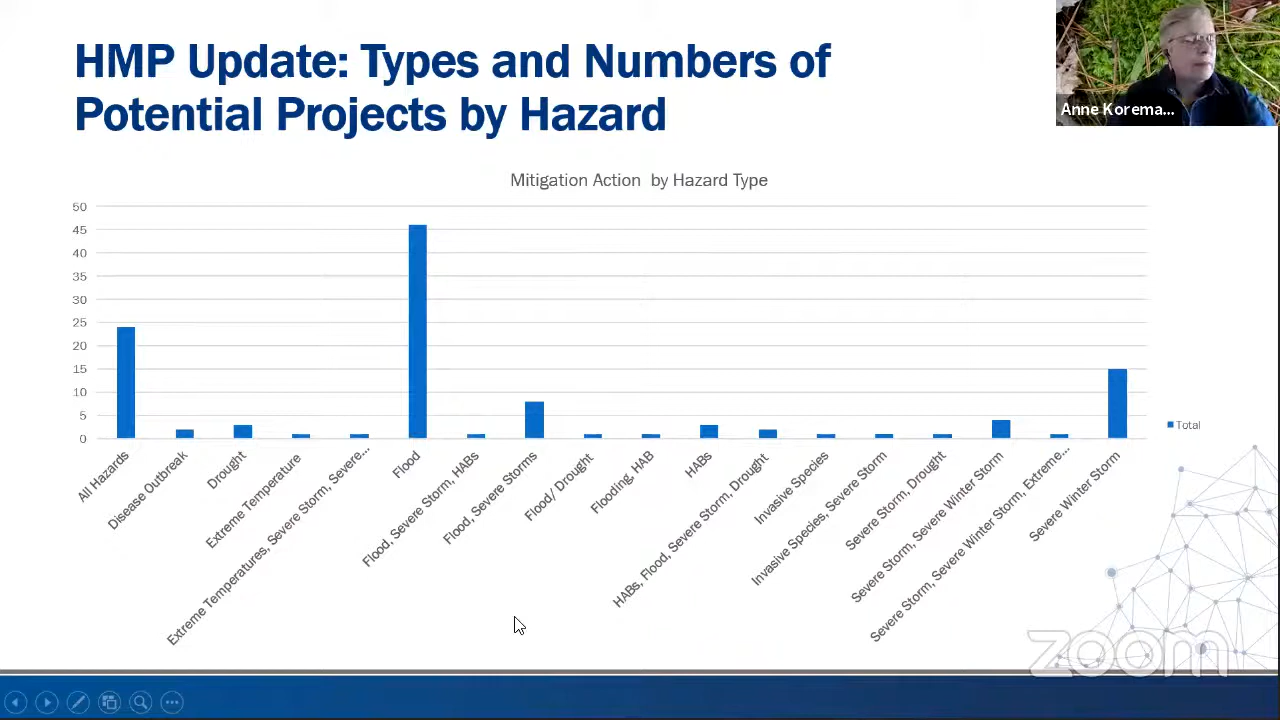 HMP Update: Types and Numbers of
Potential Projects by Hazard
Anne Korema...
Mitigation Action by Hazard Type
50
45
40
35
30
25
20
15
10
5
0
All Hazards
Disease Outbreak
Drought
Extreme Temperature
Extreme Temperatures, Severe Storm, Severe...
Flood
Flood, Severe Storm, HABs
Flood, Severe Storms
Flood/ Drought
Flooding, HAB
HABs
HABs, Flood, Severe Storm, Drought
Invasive Species
Invasive Species, Severe Storm
Severe Storm, Drought
Severe Storm, Severe Winter Storm
Severe Storm, Severe Winter Storm, Extreme...
Severe Winter Storm
Total
zoom